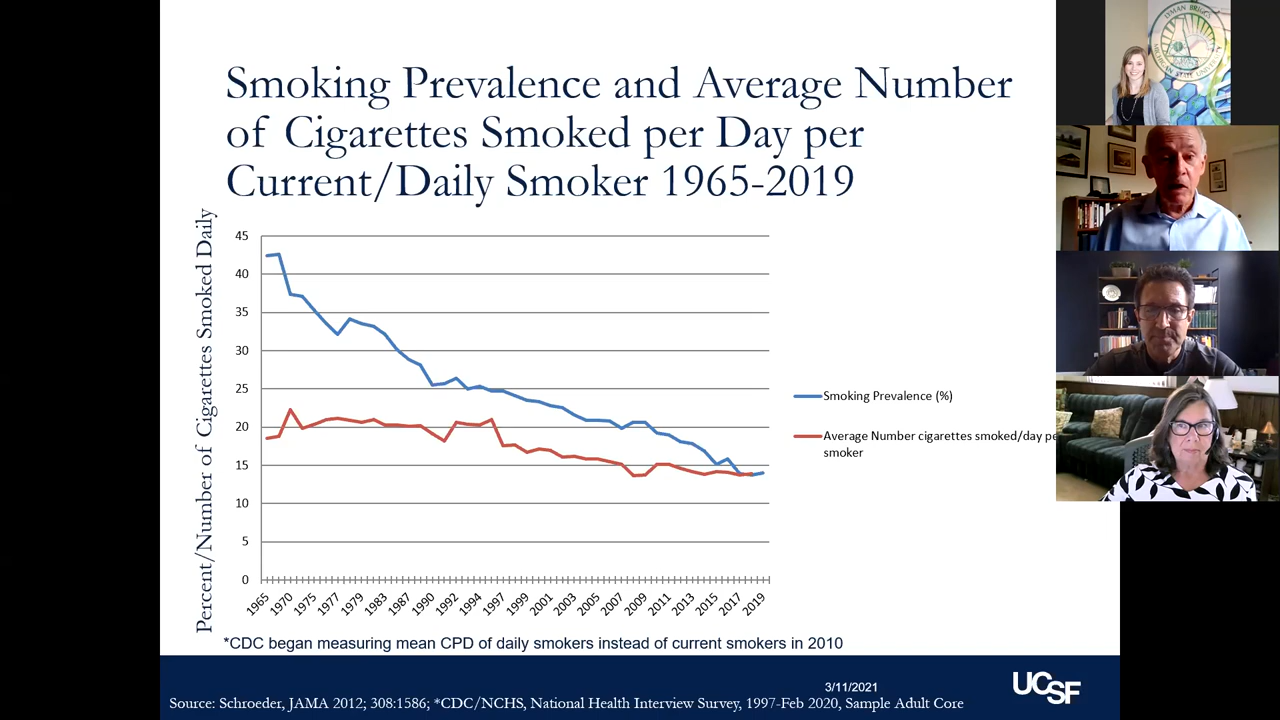 Smoking Prevalence and Average Number
of Cigarettes Smoked per Day per
Current/Daily Smoker 1965-2019
Percent/Number of Cigarettes Smoked Daily
45
40
35
30
25
20
15
10
5
0
1965
1970
1975
1977
1979
1983
1987
1990
1992
1994
1997
1999
2001
2003
2005
2007
2009
2011
2013
2015
2017
2019
Smoking Prevalence (%)
Average Number cigarettes smoked/day pe
smoker
*CDC began measuring mean CPD of daily smokers instead of current smokers in 2010
3/11/2021
Source: Schroeder, JAMA 2012; 308:1586; *CDC/NCHS, National Health Interview Survey, 1997-Feb 2020, Sample Adult Core
UCSF
LYMAN BRIGGS
MICHIGAN STATE